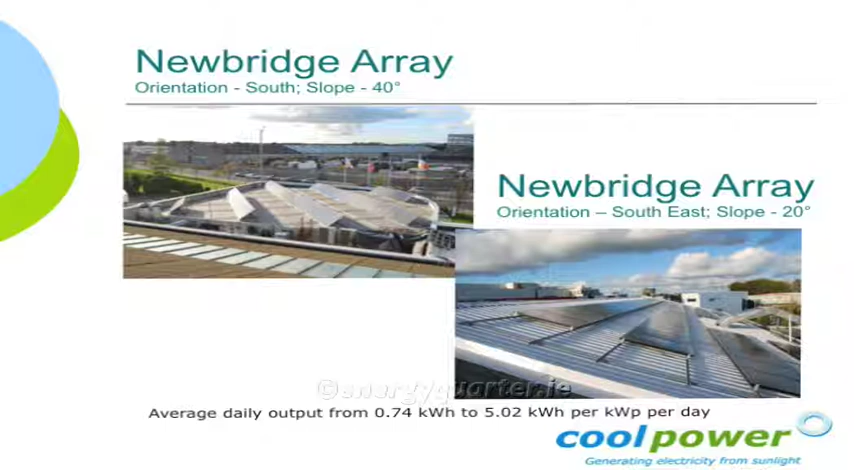 Newbridge Array
Orientation - South; Slope - 40°
Newbridge Array
Orientation – South East; Slope - 20°
©energyquarter.ie
Average daily output from 0.74 kWh to 5.02 kWh per kWp per day
coolpower
Generating electricity from sunlight